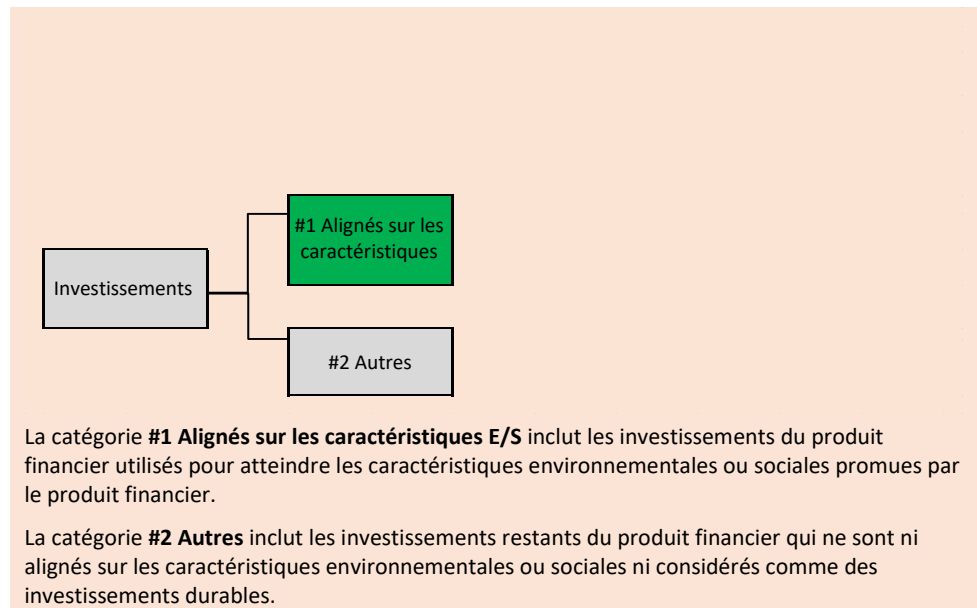 #1 Alignés sur les
caractéristiques
Investissements
#2 Autres
La catégorie #1 Alignés sur les caractéristiques E/S inclut les investissements du produit
financier utilisés pour atteindre les caractéristiques environnementales ou sociales promues par
le produit financier.
La catégorie #2 Autres inclut les investissements restants du produit financier qui ne sont ni
alignés sur les caractéristiques environnementales ou sociales ni considérés comme des
investissements durables.